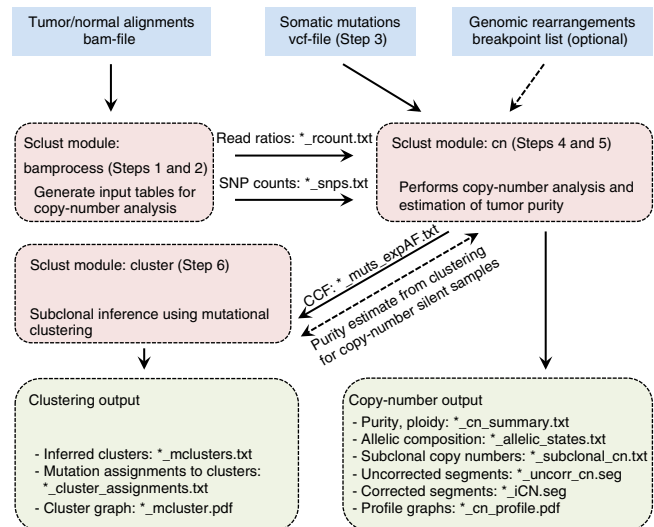 Tumor/normal alignments
bam-file
Somatic mutations
vcf-file (Step 3)
Genomic rearrangements
breakpoint list (optional)
Sclust module:
bamprocess (Steps 1 and 2)
Generate input tables for
copy-number analysis
Read ratios: *_rcount.txt
SNP counts: *_snps.txt
Sclust module: cn (Steps 4 and 5)
Performs copy-number analysis and
estimation of tumor purity
Sclust module: cluster (Step 6)
Subclonal inference using mutational
clustering
CCF: *_muts_expAF.txt
Purity estimate from clustering
for copy-number silent samples
Clustering output
- Inferred clusters: *_mclusters.txt
- Mutation assignments to clusters:
*_cluster_assignments.txt
- Cluster graph: *_mcluster.pdf
Copy-number output
- Purity, ploidy: *_cn_summary.txt
- Allelic composition: *_allelic_states.txt
- Subclonal copy numbers: *_subclonal_cn.txt
- Uncorrected segments: *_uncorr_cn.seg
- Corrected segments: *_iCN.seg
- Profile graphs: *_cn_profile.pdf